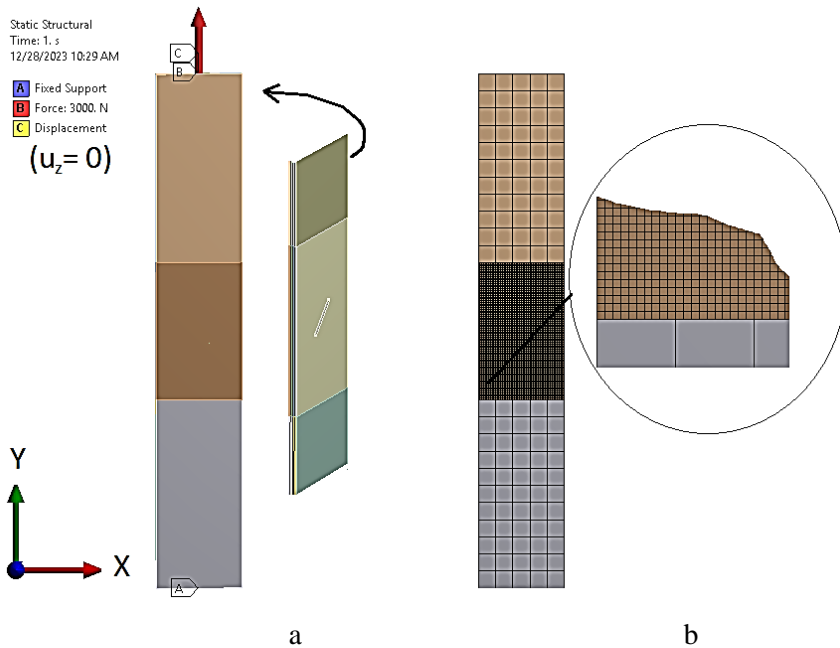 Static Structural
Time: 1. s
12/28/2023 10:29 AM
A Fixed Support
B Force: 3000. N
C Displacement
(uz= 0)
C
B
Y
X
A
a
b